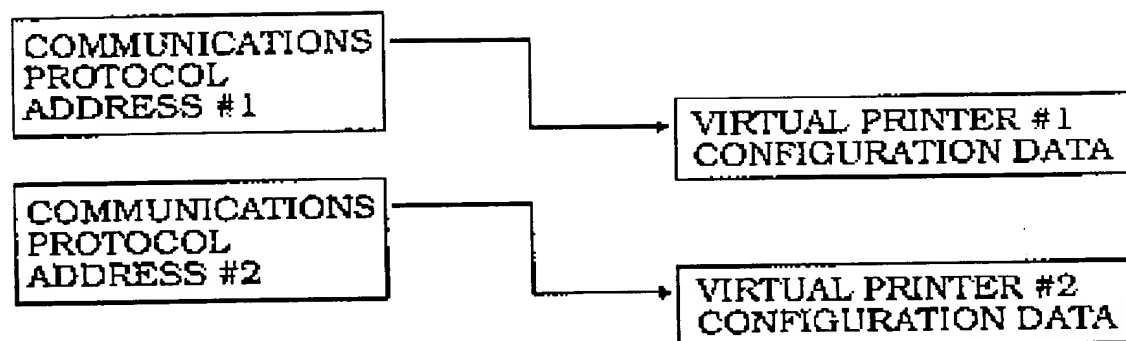 COMMUNICATIONS
PROTOCOL
ADDRESS #1
VIRTUAL PRINTER #1
CONFIGURATION DATA
COMMUNICATIONS
PROTOCOL
ADDRESS #2
VIRTUAL PRINTER #2
CONFIGURATION DATA